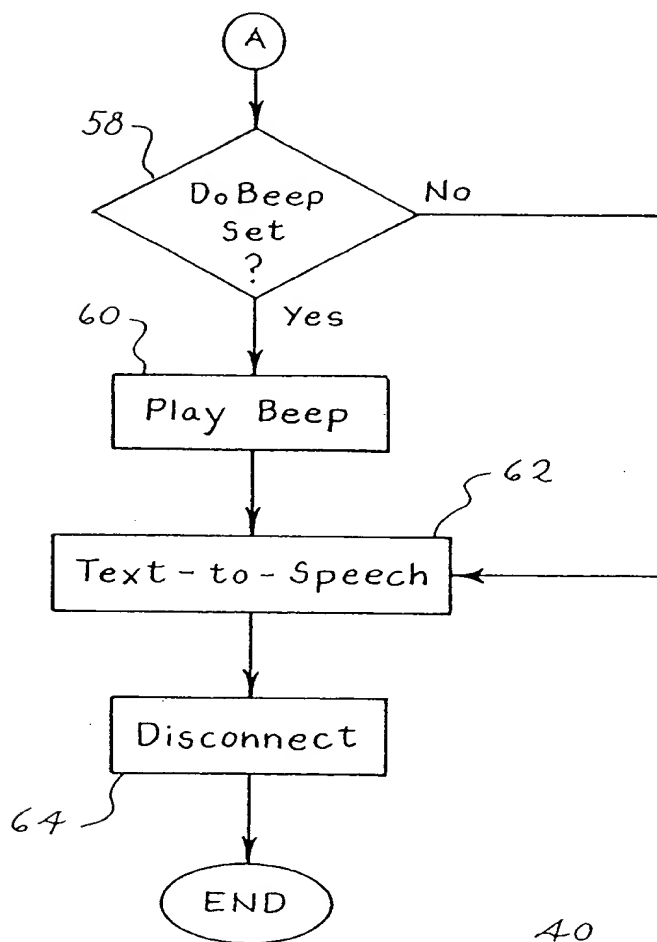 A
58
DoBeep
Set
?
No
Yes
60
Play Beep
62
Text-to-Speech
Disconnect
64
END
40